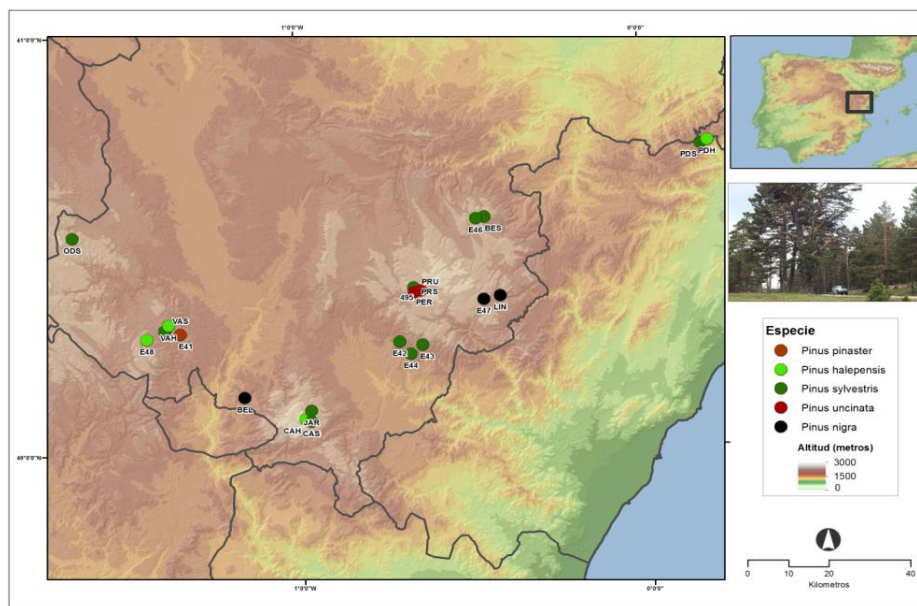 1°0'0"W
0°0'0"
41°0'0"N
PDS PDH
E46 BES
ODS
PRU
495 PRS
PER
E47 LIN
VAS
VAH
E48 E41
E42 E43
E44
BEL
JAR
CAH CAS
40°0'0"N
1°0'0"W
0°0'0"
Especie
Pinus pinaster
Pinus halepensis
Pinus sylvestris
Pinus uncinata
Pinus nigra
Altitud (metros)
3000
1500
0
0 10 20 40
Kilometros